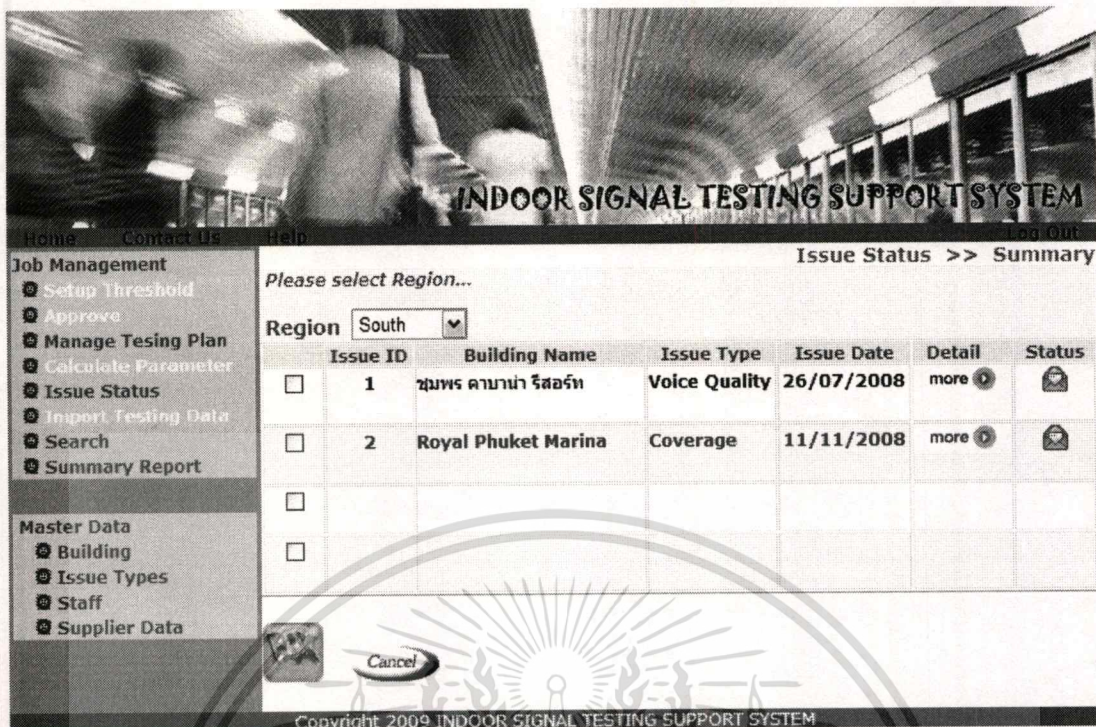 INDOOR SIGNAL TESTING SUPPORT SYSTEM
Home Contact Us Help Log Out
Job Management
Setup Threshold
Approve
Manage Tesing Plan
Calculate Parameter
Issue Status
Import Testing Data
Search
Summary Report
Master Data
Building
Issue Types
Staff
Supplier Data
Issue Status >> Summary
Please select Region...
Region South
Issue ID Building Name Issue Type Issue Date Detail Status
1 ชุมพร คามาน่า รีสอร์ท Voice Quality 26/07/2008 more
2 Royal Phuket Marina Coverage 11/11/2008 more
Cancel
Copyright 2009 INDOOR SIGNAL TESTING SUPPORT SYSTEM